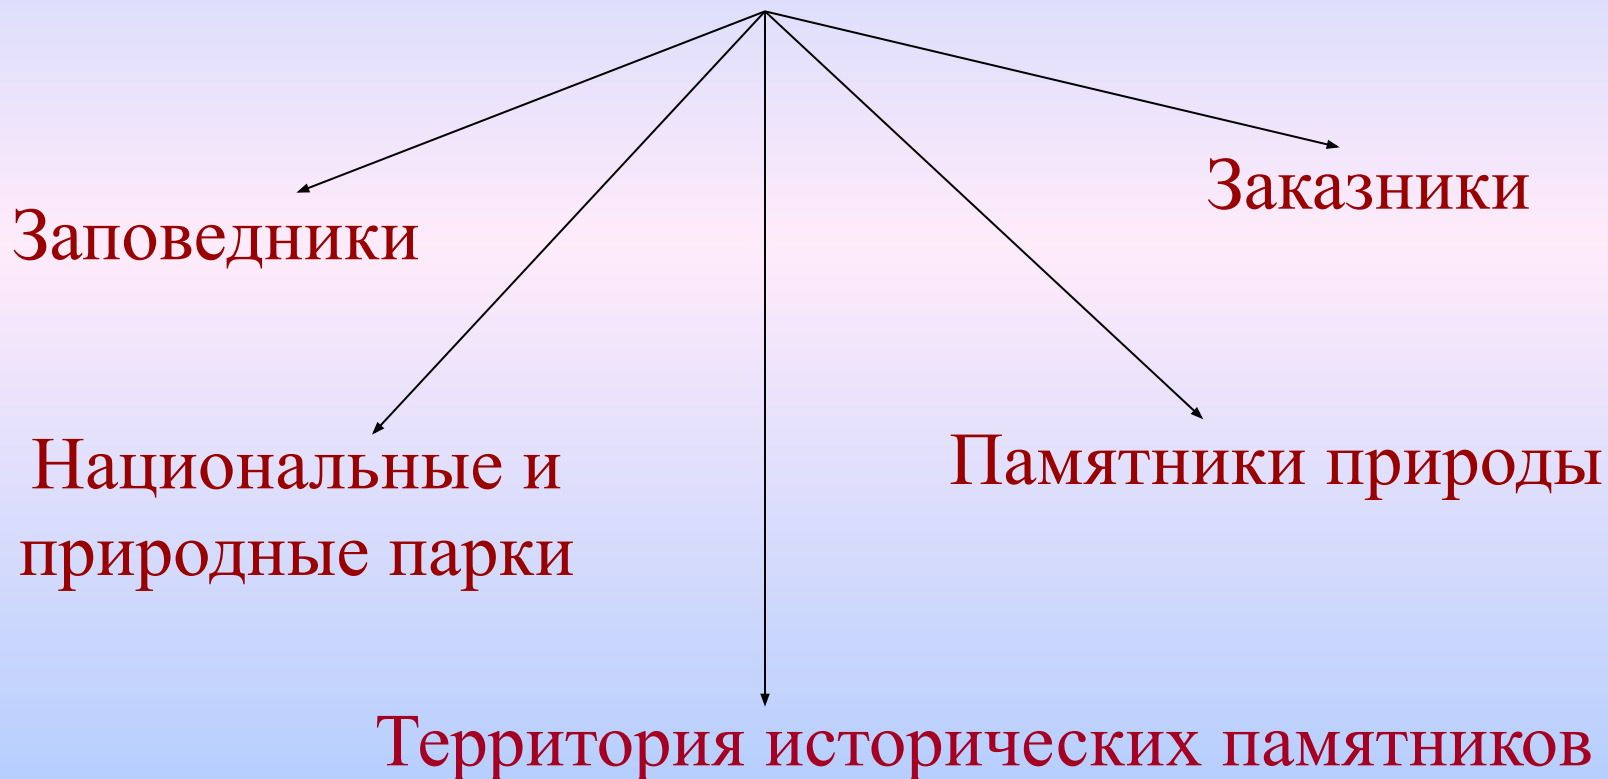 Заказники
Заповедники
Национальные и
природные парки
Памятники природы
Территория исторических памятников